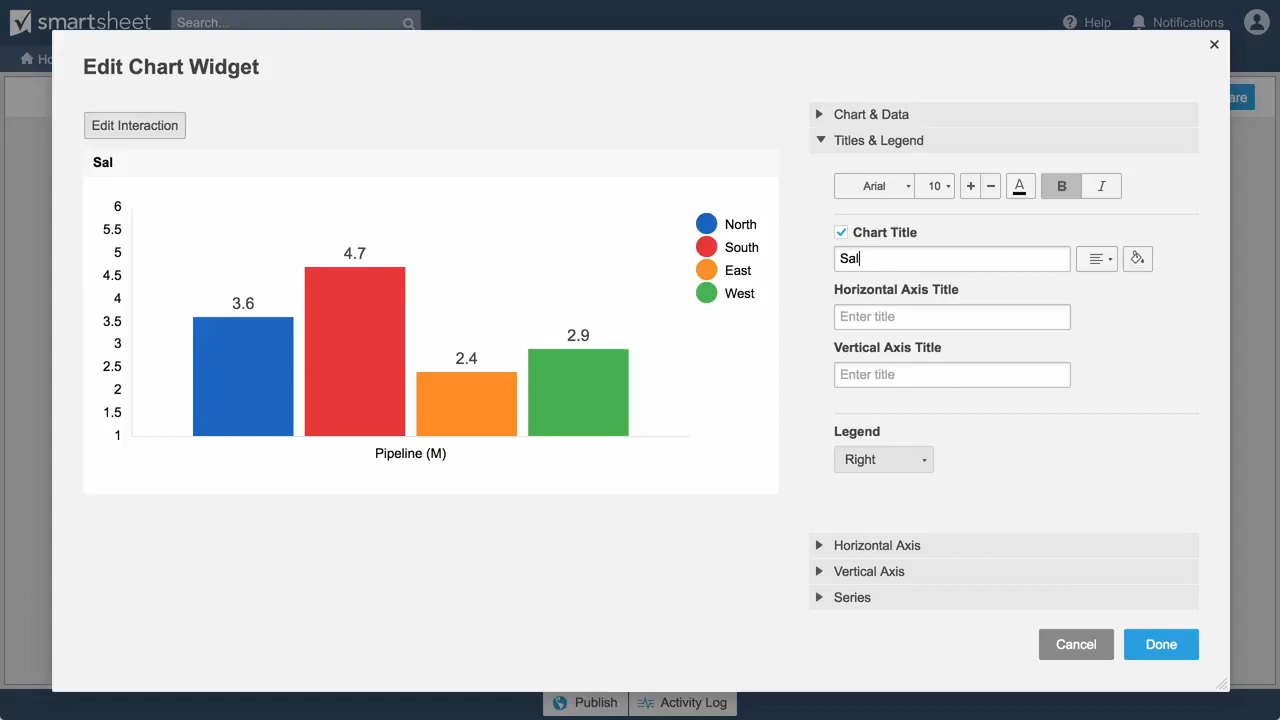 smartsheet
Search...
Help
Notifications
Edit Chart Widget
Edit Interaction
Sal
6
5.5
5
4.5
4
3.5
3
2.5
2
1.5
1
3.6
4.7
2.4
2.9
Pipeline (M)
North
South
East
West
Chart & Data
Titles & Legend
Arial
10
+
−
A
B
I
Chart Title
Sal
Horizontal Axis Title
Enter title
Vertical Axis Title
Enter title
Legend
Right
Horizontal Axis
Vertical Axis
Series
Cancel
Done
Publish
Activity Log